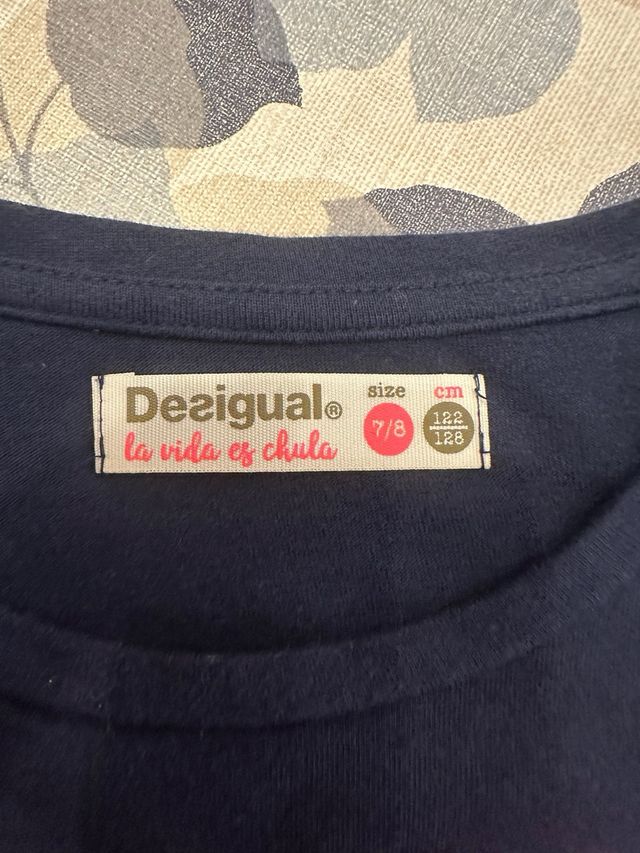 Desigual®
la vida es chula
size
7/8
cm
122
128